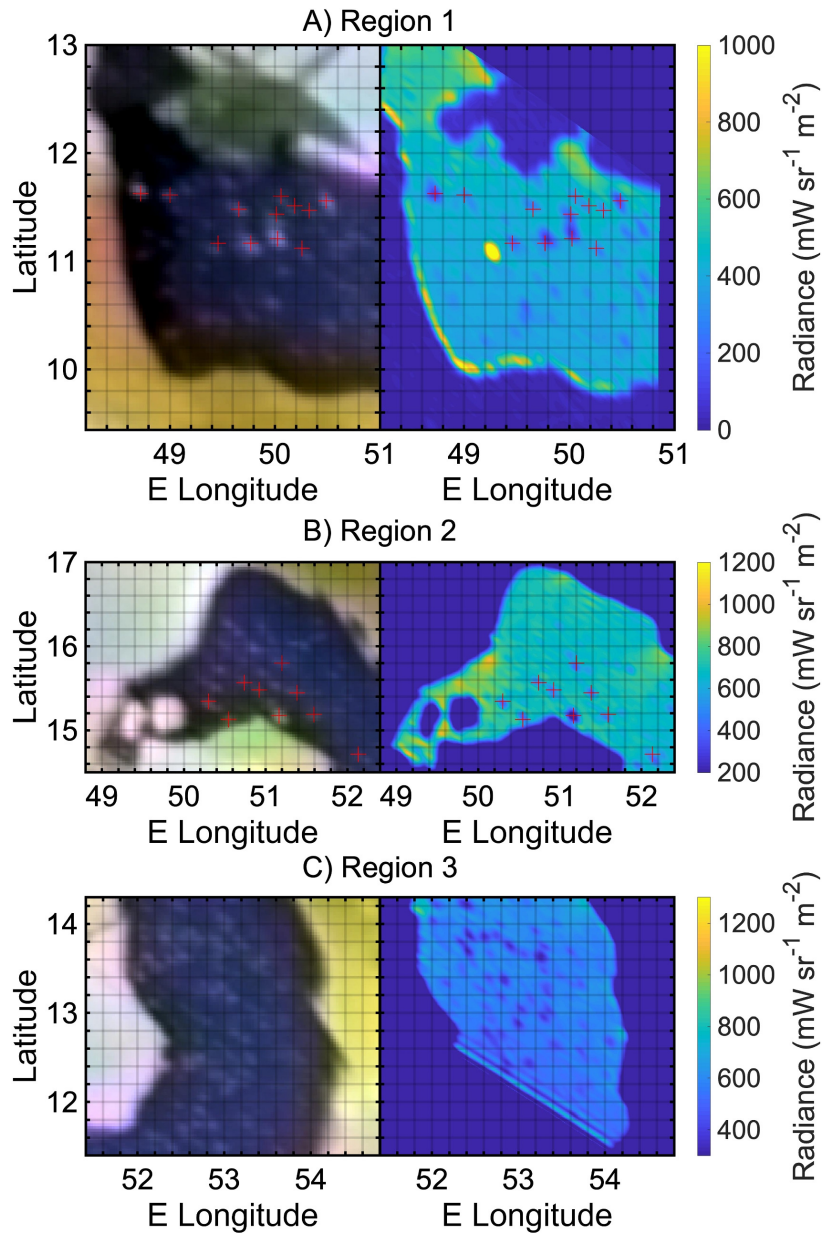 A) Region 1
13
12
11
10
Latitude
49 50 51 49 50 51
E Longitude E Longitude
1000
800
600
400
200
0
Radiance (mW sr-1 m-2)
B) Region 2
17
16
15
Latitude
49 50 51 52 49 50 51 52
E Longitude E Longitude
1200
1000
800
600
400
200
Radiance (mW sr-1 m-2)
C) Region 3
14
13
12
Latitude
52 53 54 52 53 54
E Longitude E Longitude
1200
1000
800
600
400
Radiance (mW sr-1 m-2)